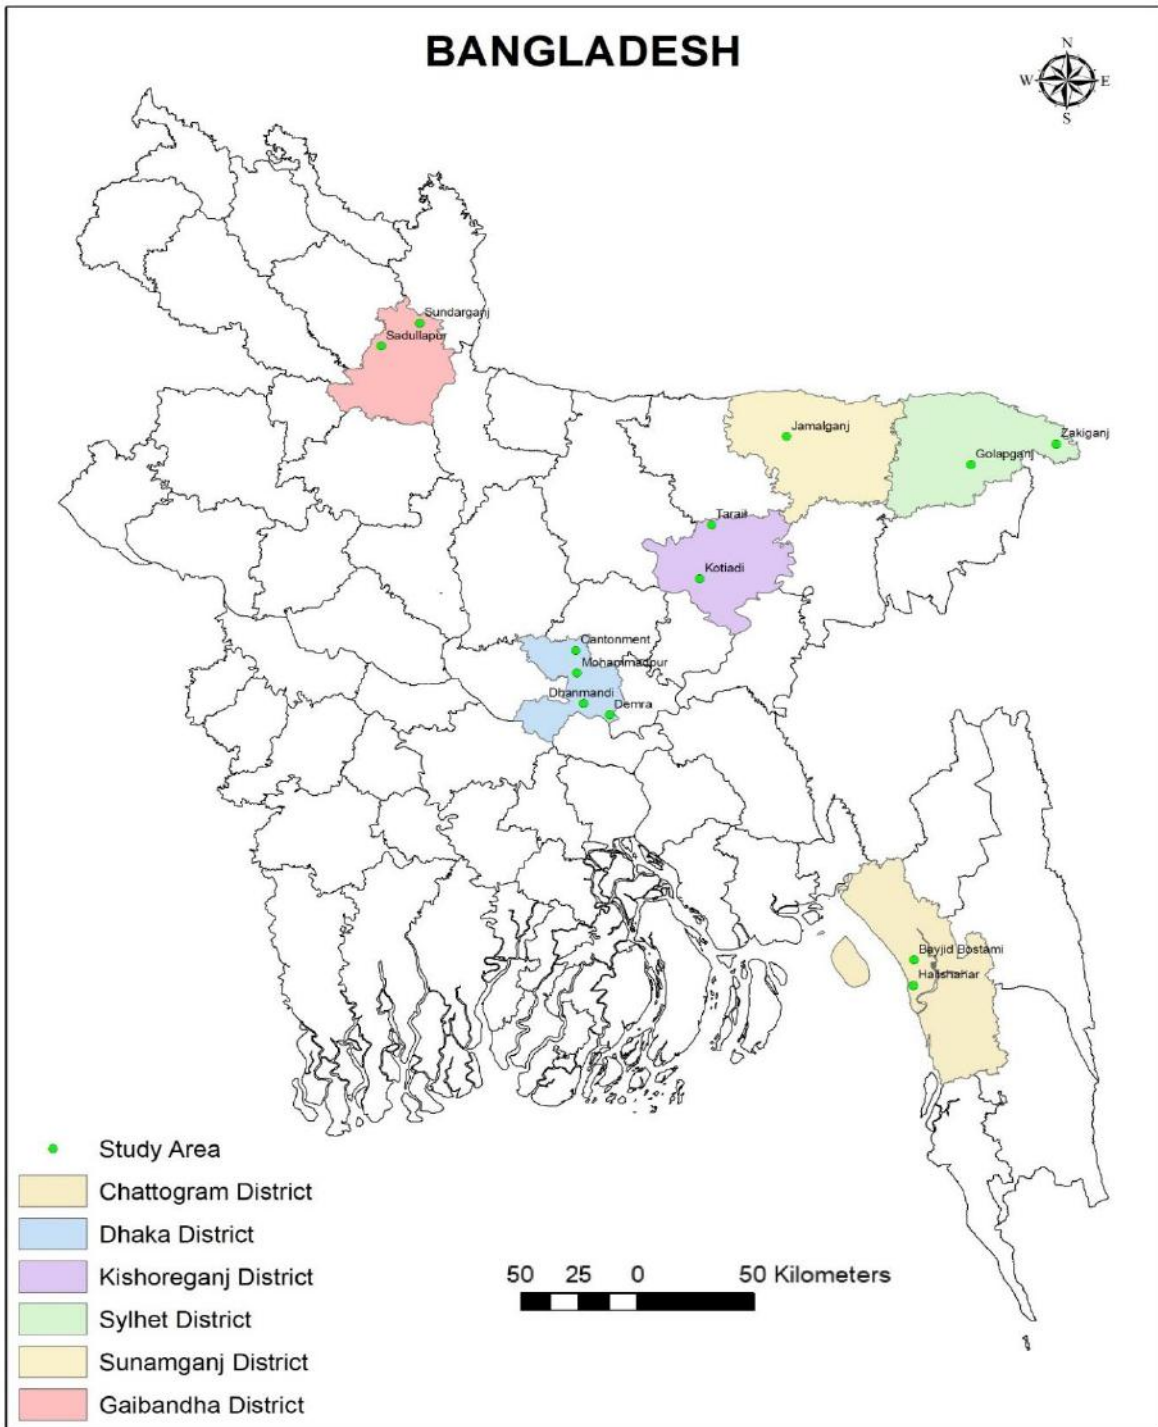 BANGLADESH
N
W E
S
Sundarganj
Sadullapur
Jamalganj
Zakiganj
Golapganj
Tarail
Kotiadi
Cantonment
Mohammadpur
Dhanmandi
Demra
Bayjid Bostami
Halishahar
Study Area
Chattogram District
Dhaka District
Kishoreganj District
Sylhet District
Sunamganj District
Gaibandha District
50 25 0 50 Kilometers